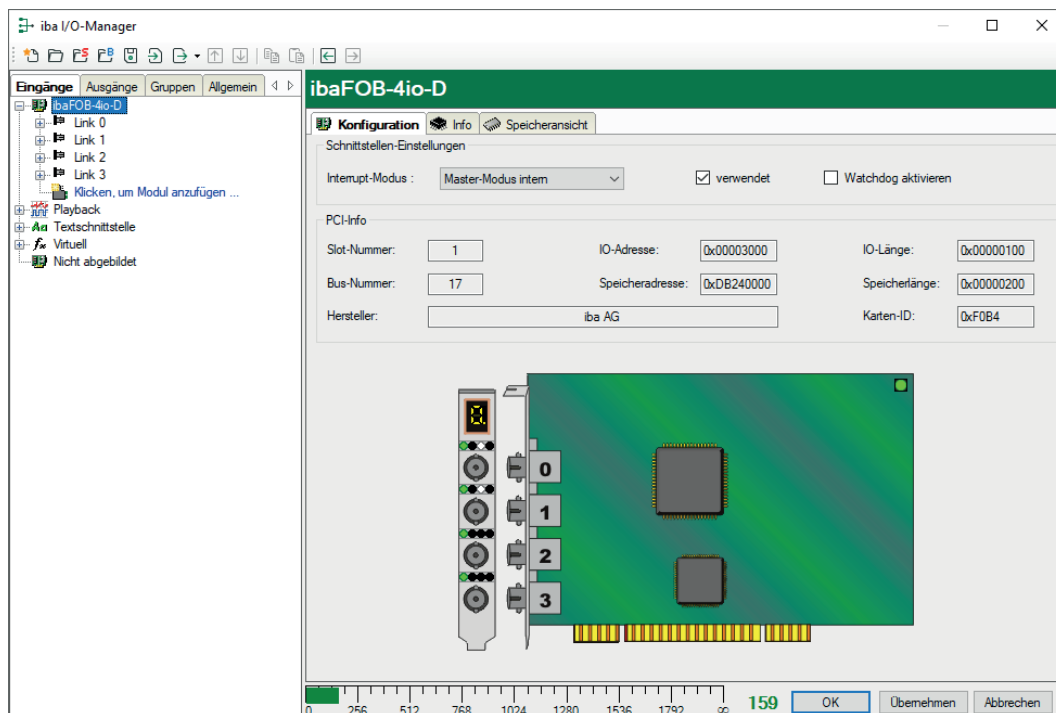 iba I/O-Manager
Eingänge Ausgänge Gruppen Allgemein
ibaFOB-4io-D
Link 0
Link 1
Link 2
Link 3
Klicken, um Modul anzufügen ...
Playback
Textschnittstelle
Virtuell
Nicht abgebildet
ibaFOB-4io-D
Konfiguration Info Speicheransicht
Schnittstellen-Einstellungen
Interrupt-Modus : Master-Modus intern verwendet Watchdog aktivieren
PCI-Info
Slot-Nummer: 1 IO-Adresse: 0x00003000 IO-Länge: 0x00000100
Bus-Nummer: 17 Speicheradresse: 0xDB240000 Speicherlänge: 0x00000200
Hersteller: iba AG Karten-ID: 0xF0B4
0
1
2
3
0 256 512 768 1024 1280 1536 1792 159 OK Übernehmen Abbrechen